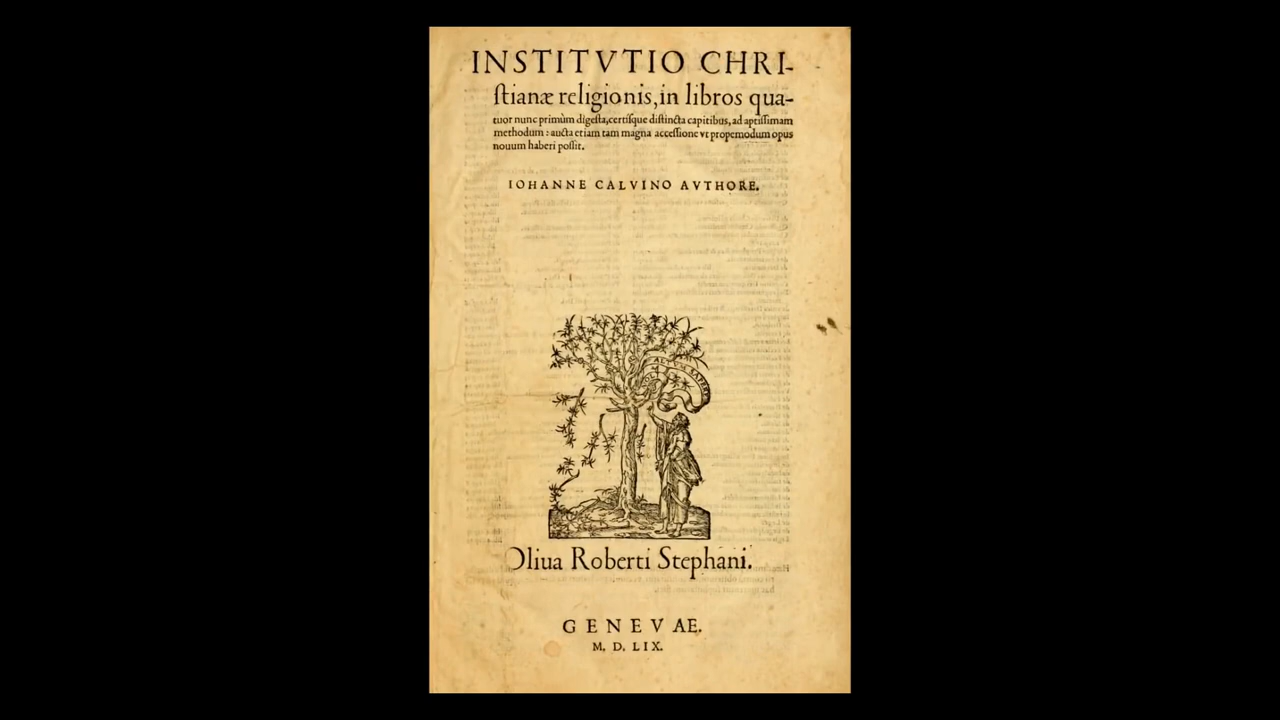 INSTITVTIO CHRI-
ſtianæ religionis, in libros qua-
tuor nunc primùm digeſta, certíſque diſtincta capitibus, ad aptiſſimam
methodum: aucta etiam tam magna acceſſione vt propemodum opus
nouum haberi poſſit.
IOHANNE CALVINO AVTHORE.
Oliua Roberti Stephani.
GENEVAE.
M. D. LIX.